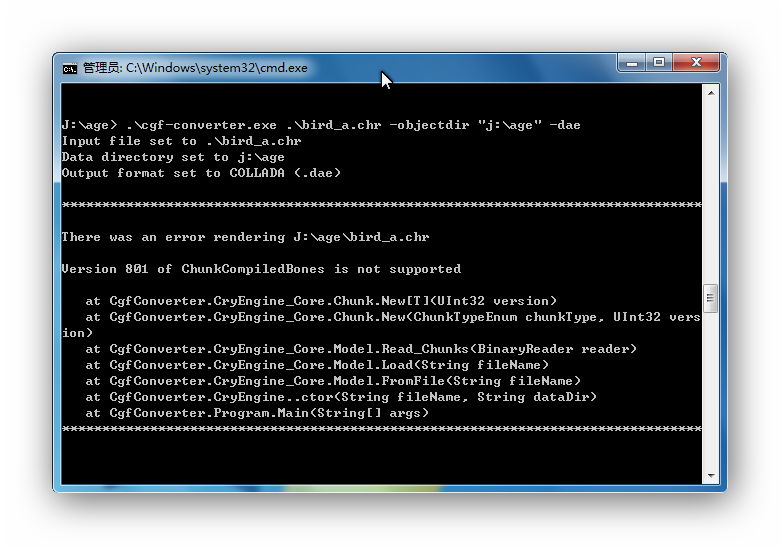 管理员: C:\Windows\system32\cmd.exe
J:\age> .\cgf-converter.exe .\bird_a.chr -objectdir "j:\age" -dae
Input file set to .\bird_a.chr
Data directory set to j:\age
Output format set to COLLADA (.dae)
********************************************************************************
There was an error rendering J:\age\bird_a.chr
Version 801 of ChunkCompiledBones is not supported
at CgfConverter.CryEngine_Core.Chunk.New[T](UInt32 version)
at CgfConverter.CryEngine_Core.Chunk.New(ChunkTypeEnum chunkType, UInt32 vers
ion)
at CgfConverter.CryEngine_Core.Model.Read_Chunks(BinaryReader reader)
at CgfConverter.CryEngine_Core.Model.Load(String fileName)
at CgfConverter.CryEngine_Core.Model.FromFile(String fileName)
at CgfConverter.CryEngine..ctor(String fileName, String dataDir)
at CgfConverter.Program.Main(String[] args)
********************************************************************************